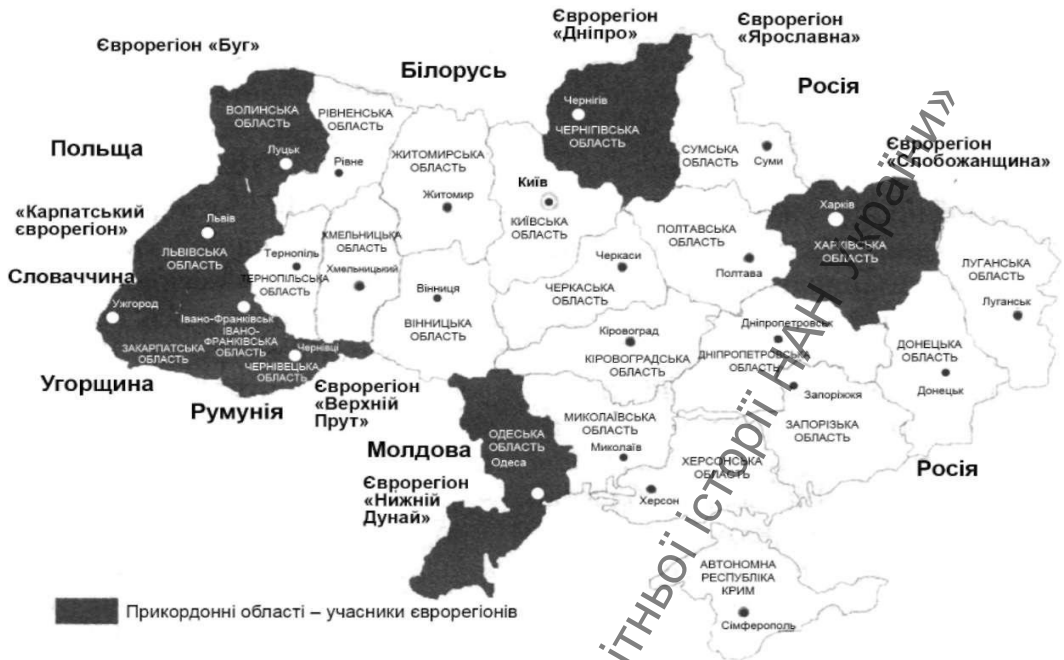 Єврорегіон «Буг»
Єврорегіон
«Дніпро»
Єврорегіон
«Ярославна»
Білорусь
Росія
ВОЛИНСЬКА
ОБЛАСТЬ
Луцьк
РІВНЕНСЬКА
ОБЛАСТЬ
Рівне
ЖИТОМИРСЬКА
ОБЛАСТЬ
Житомир
Чернігів
ЧЕРНІГІВСЬКА
ОБЛАСТЬ
СУМСЬКА
ОБЛАСТЬ
Суми
Єврорегіон
«Слобожанщина»
Польща
Київ
КИЇВСЬКА
ОБЛАСТЬ
Харків
ХАРКІВСЬКА
ОБЛАСТЬ
«Карпатський
єврорегіон»
Львів
ЛЬВІВСЬКА
ОБЛАСТЬ
Тернопіль
ТЕРНОПІЛЬСЬКА
ОБЛАСТЬ
ХМЕЛЬНИЦЬКА
ОБЛАСТЬ
Хмельницький
ПОЛТАВСЬКА
ОБЛАСТЬ
Полтава
ЛУГАНСЬКА
ОБЛАСТЬ
Луганськ
Словаччина
Ужгород
ЗАКАРПАТСЬКА
ОБЛАСТЬ
Івано-Франківськ
ІВАНО-
ФРАНКІВСЬКА
ОБЛАСТЬ
Чернівці
ЧЕРНІВЕЦЬКА
ОБЛАСТЬ
Вінниця
ВІННИЦЬКА
ОБЛАСТЬ
Черкаси
ЧЕРКАСЬКА
ОБЛАСТЬ
Кіровоград
КІРОВОГРАДСЬКА
ОБЛАСТЬ
Дніпропетровськ
ДНІПРОПЕТРОВСЬКА
ОБЛАСТЬ
ДОНЕЦЬКА
ОБЛАСТЬ
Донецьк
Угорщина
Румунія
Єврорегіон
«Верхній
Прут»
Запоріжжя
ЗАПОРІЗЬКА
ОБЛАСТЬ
Молдова
ОДЕСЬКА
ОБЛАСТЬ
Одеса
МИКОЛАЇВСЬКА
ОБЛАСТЬ
Миколаїв
ХЕРСОНСЬКА
ОБЛАСТЬ
Херсон
Росія
Єврорегіон
«Нижній
Дунай»
АВТОНОМНА
РЕСПУБЛІКА
КРИМ
Сімферополь
Прикордонні області – учасники єврорегіонів
історії НАН України»